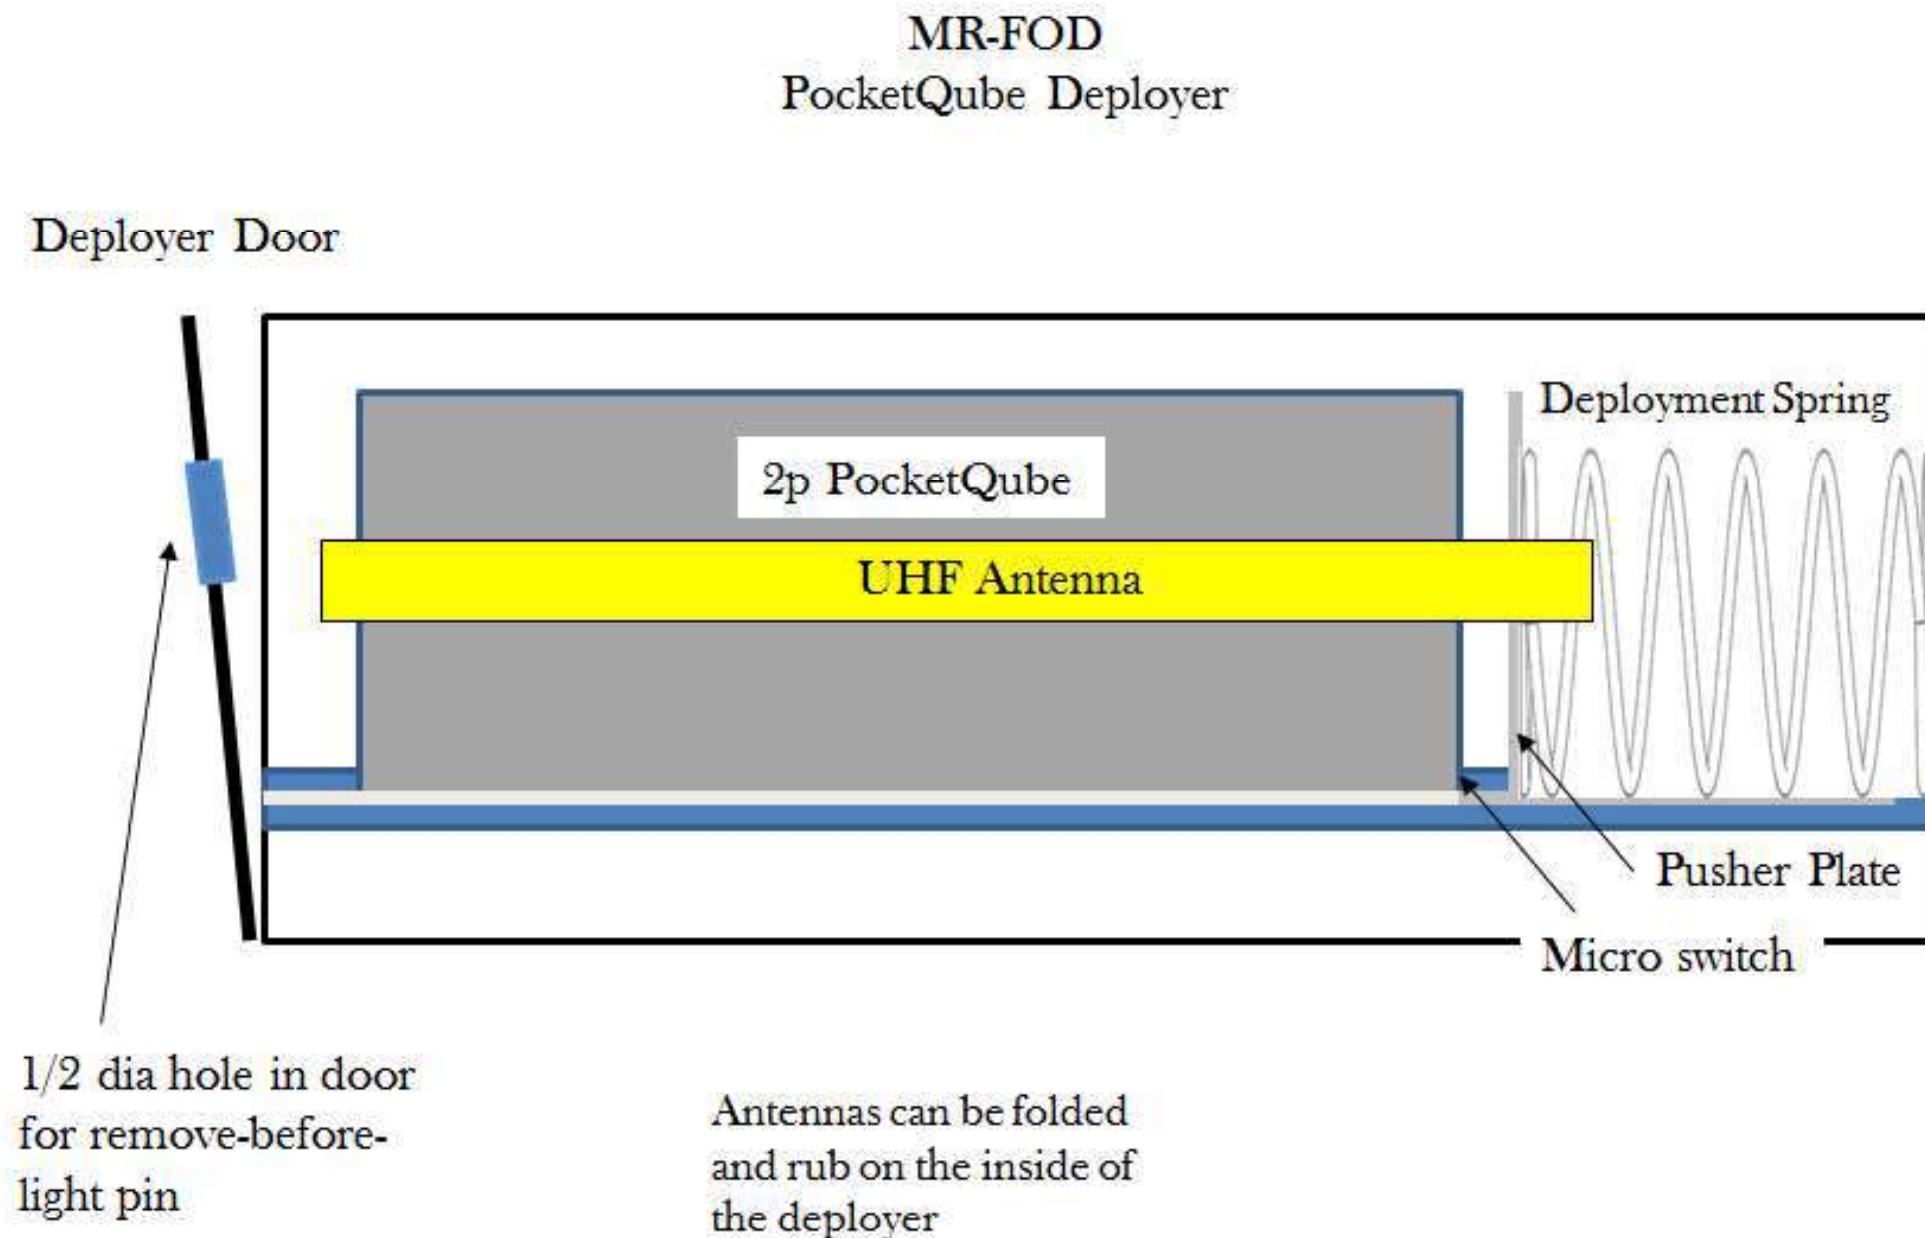 MR-FOD
PocketQube Deployer
Deployer Door
Deployment Spring
2p PocketQube
UHF Antenna
Pusher Plate
Micro switch
1/2 dia hole in door
for remove-before-
light pin
Antennas can be folded
and rub on the inside of
the deployer